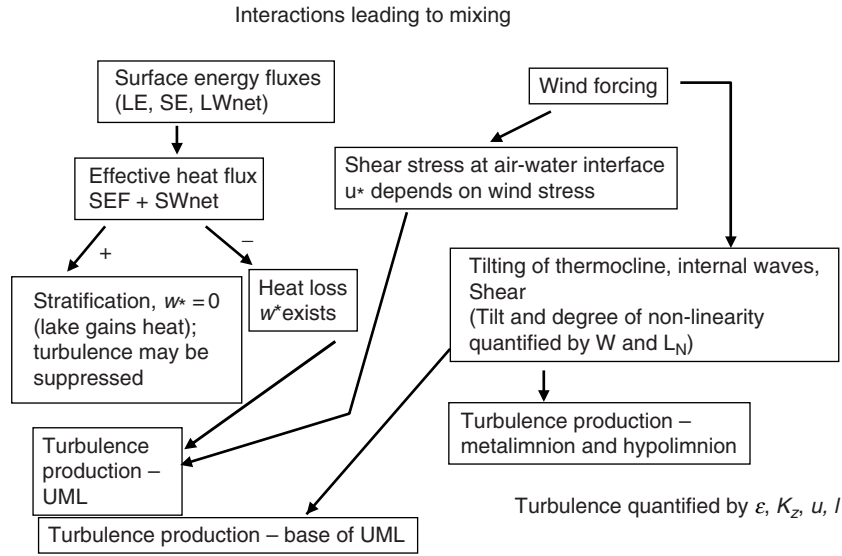 Interactions leading to mixing
Surface energy fluxes
(LE, SE, LWnet)
Wind forcing
Effective heat flux
SEF + SWnet
Shear stress at air-water interface
u* depends on wind stress
+
−
Stratification, w* = 0
(lake gains heat);
turbulence may be
suppressed
Heat loss
w* exists
Tilting of thermocline, internal waves,
Shear
(Tilt and degree of non-linearity
quantified by W and L_N)
Turbulence production –
metalimnion and hypolimnion
Turbulence
production –
UML
Turbulence production – base of UML
Turbulence quantified by ε, K_z, u, l